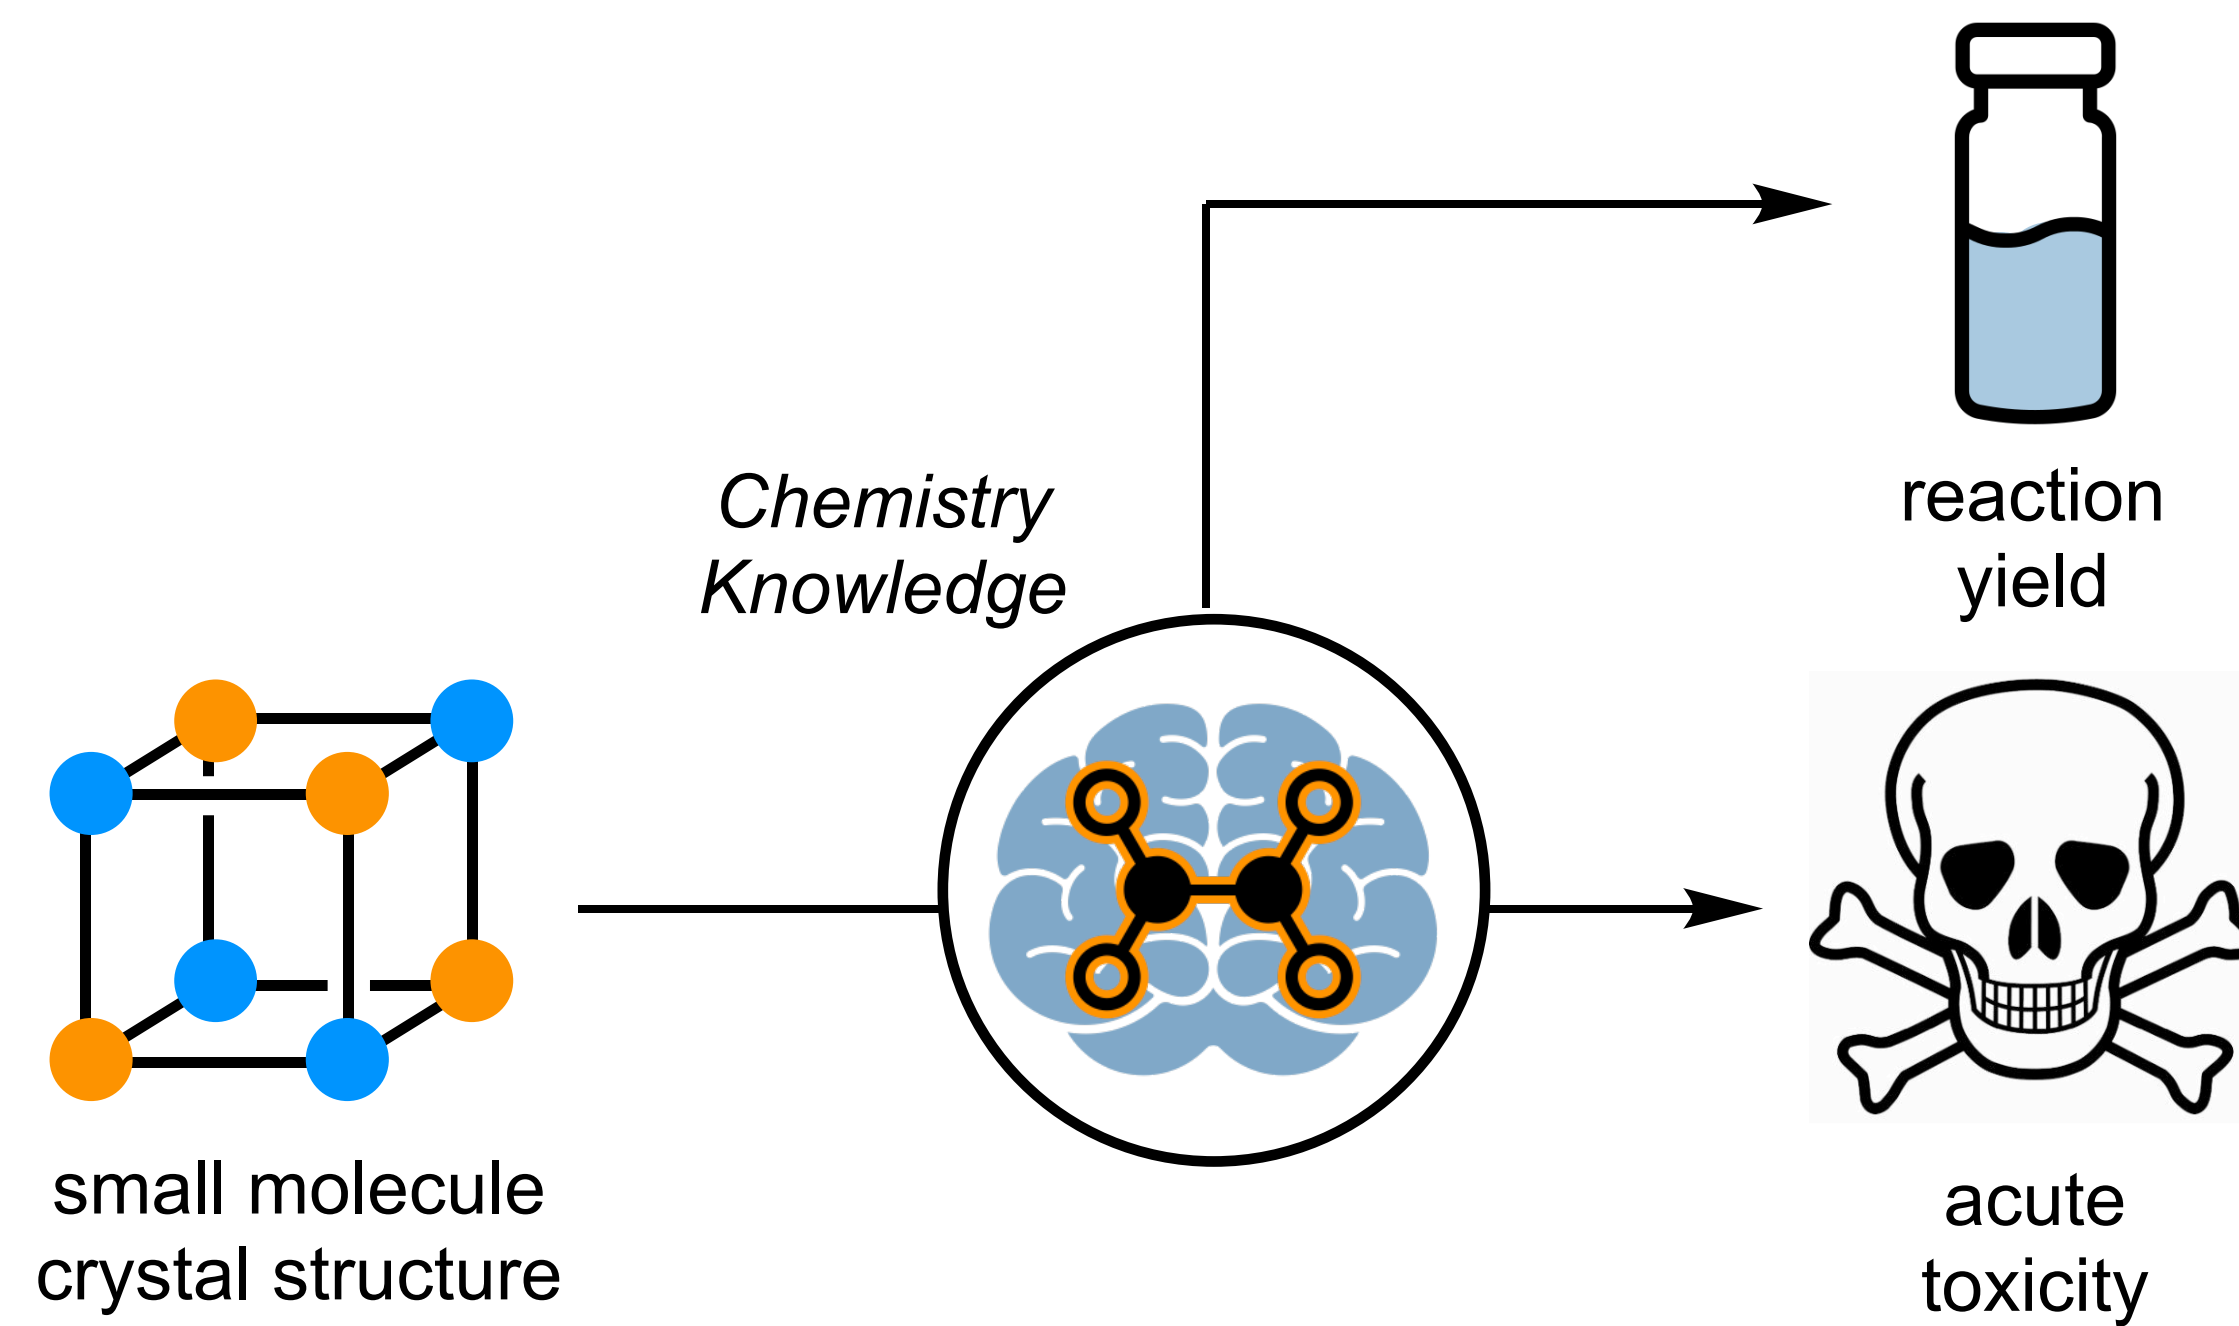 Chemistry
Knowledge
reaction
yield
small molecule
crystal structure
acute
toxicity